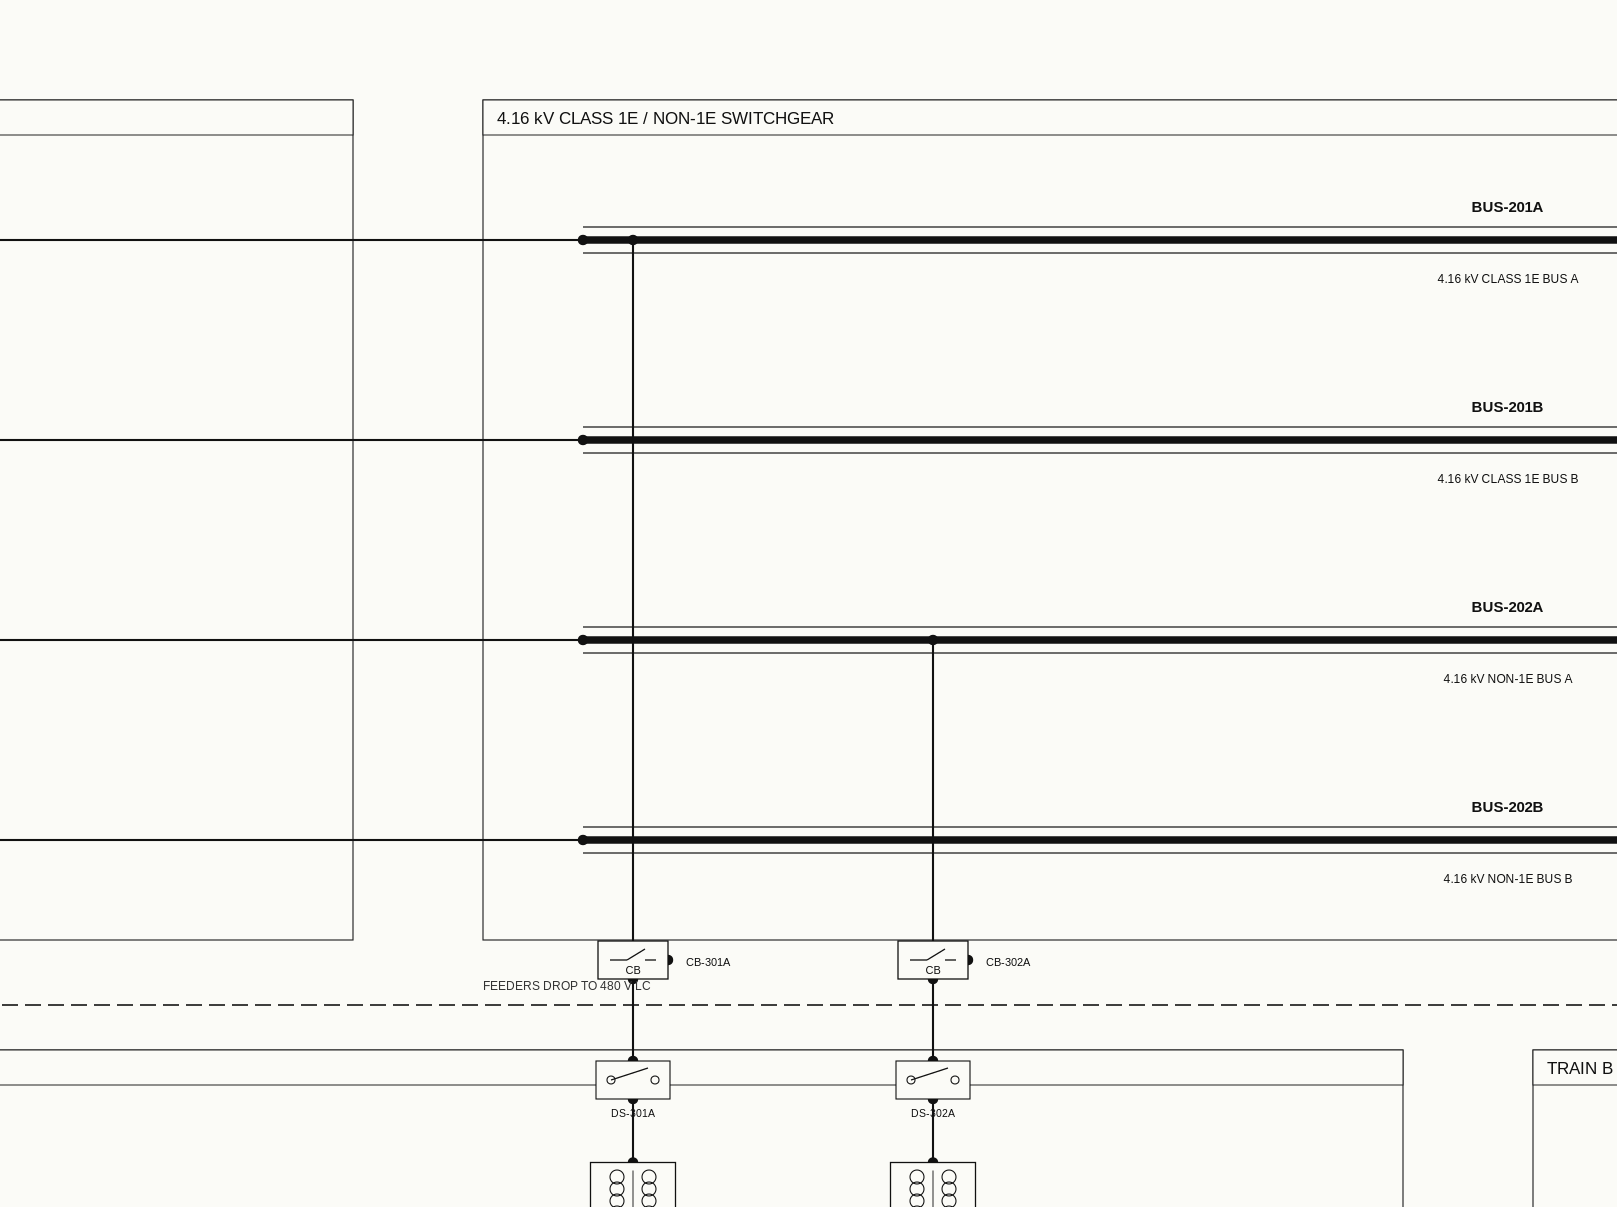 4.16 kV CLASS 1E / NON-1E SWITCHGEAR
BUS-201A
4.16 kV CLASS 1E BUS A
BUS-201B
4.16 kV CLASS 1E BUS B
BUS-202A
4.16 kV NON-1E BUS A
BUS-202B
4.16 kV NON-1E BUS B
CB
CB-301A
CB
CB-302A
FEEDERS DROP TO 480 V LC
TRAIN B
DS-301A
DS-302A